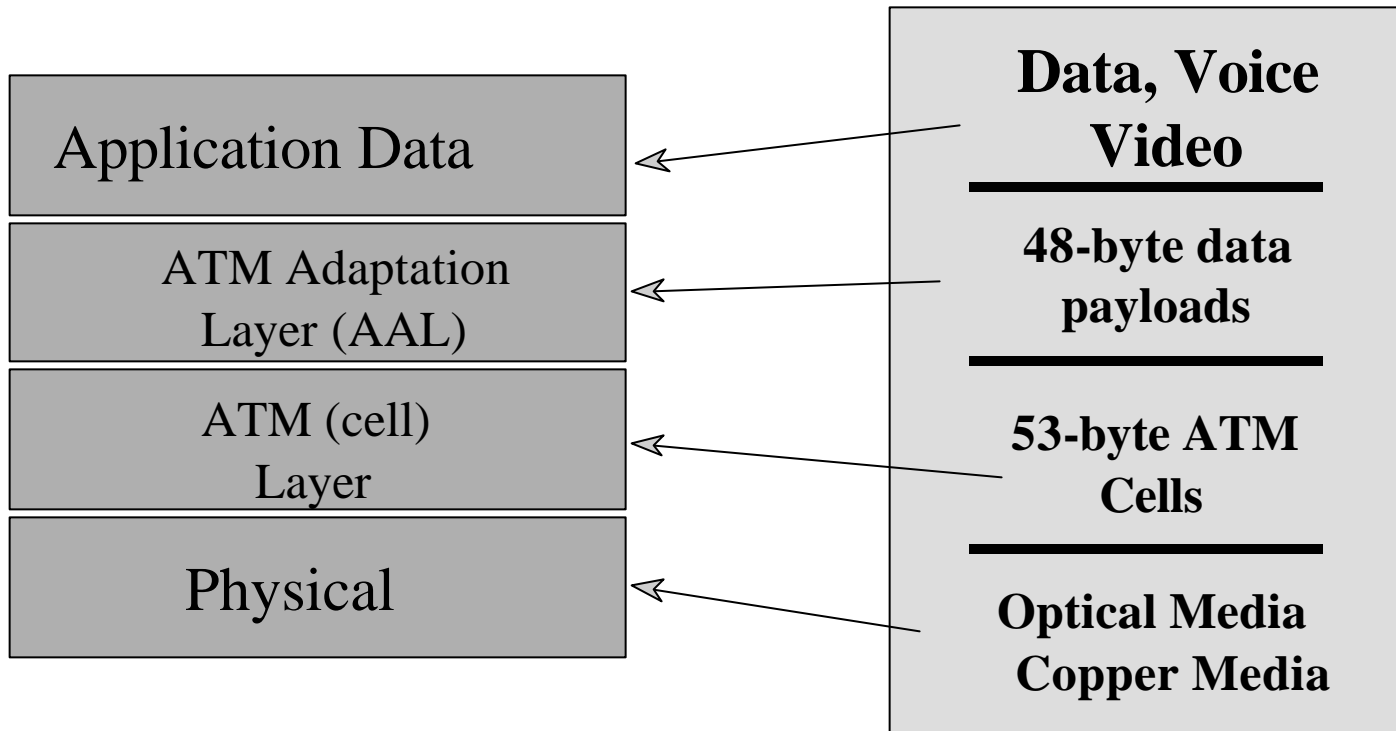 Application Data
ATM Adaptation
Layer (AAL)
ATM (cell)
Layer
Physical
Data, Voice
Video
48-byte data
payloads
53-byte ATM
Cells
Optical Media
Copper Media